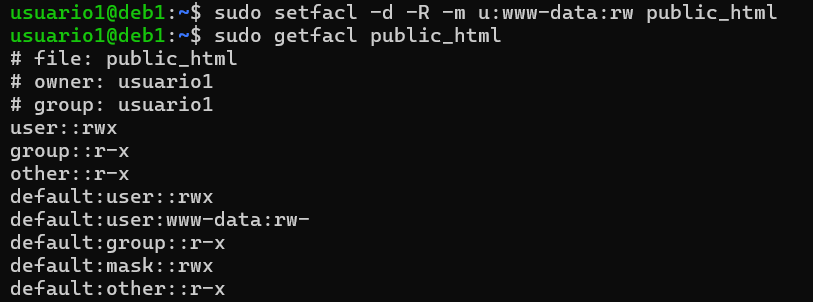 usuario1@deb1:~$ sudo setfacl -d -R -m u:www-data:rw public_html
usuario1@deb1:~$ sudo getfacl public_html
# file: public_html
# owner: usuario1
# group: usuario1
user::rwx
group::r-x
other::r-x
default:user::rwx
default:user:www-data:rw-
default:group::r-x
default:mask::rwx
default:other::r-x